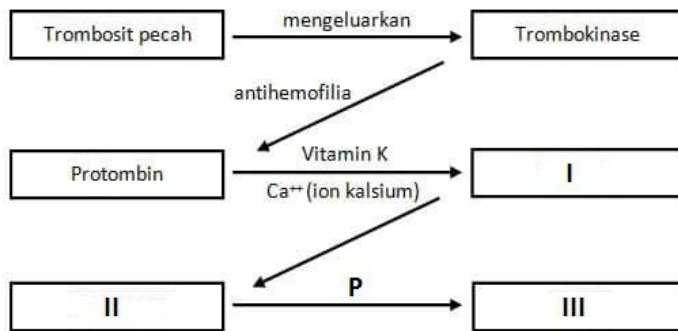 mengeluarkan
Trombosit pecah
Trombokinase
antihemofilia
Vitamin K
Protombin
I
Ca⁺⁺ (ion kalsium)
P
II
III